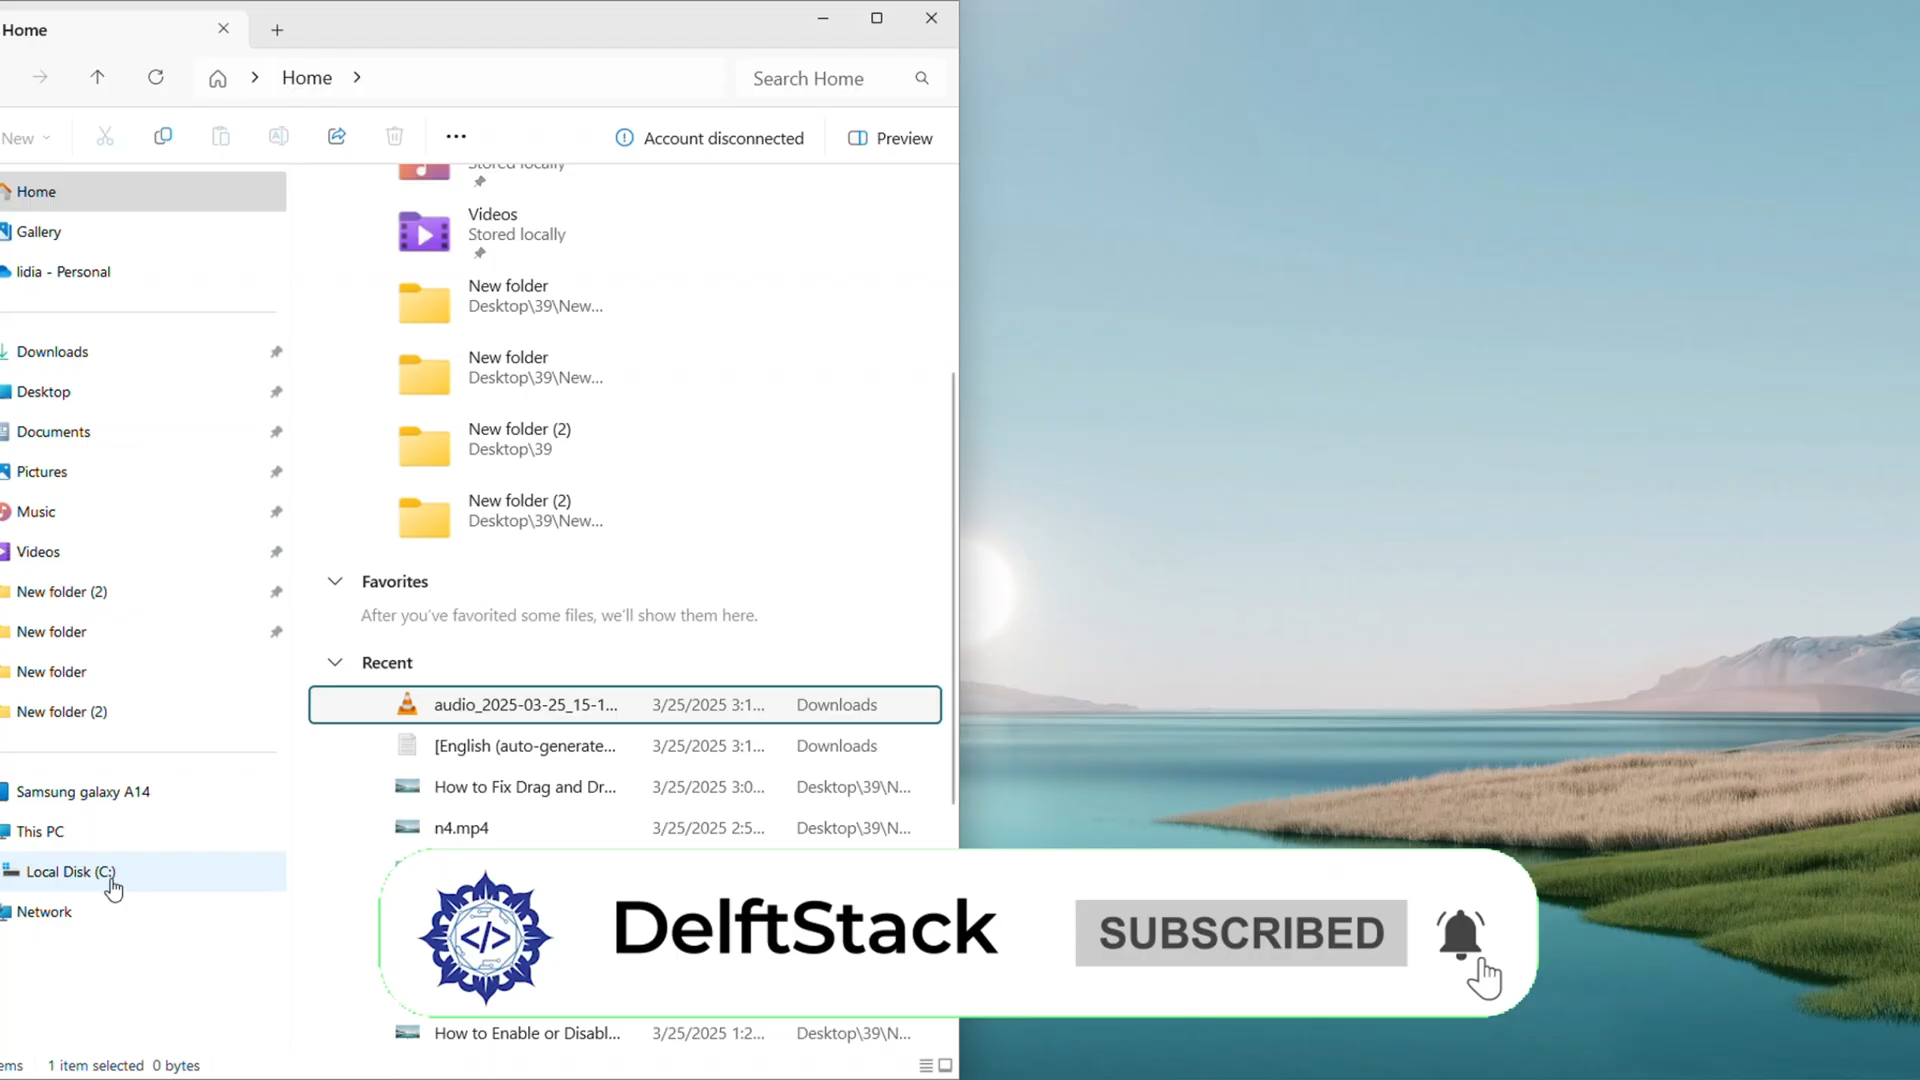 Home
Home
Search Home
New
Account disconnected
Preview
Home
Gallery
lidia - Personal
Downloads
Desktop
Documents
Pictures
Music
Videos
New folder (2)
New folder
New folder
New folder (2)
Samsung galaxy A14
This PC
Local Disk (C:)
Network
Stored locally
Videos
Stored locally
New folder
Desktop\39\New...
New folder
Desktop\39\New...
New folder (2)
Desktop\39
New folder (2)
Desktop\39\New...
Favorites
After you've favorited some files, we'll show them here.
Recent
audio_2025-03-25_15-1... 3/25/2025 3:1... Downloads
[English (auto-generate... 3/25/2025 3:1... Downloads
How to Fix Drag and Dr... 3/25/2025 3:0... Desktop\39\N...
n4.mp4 3/25/2025 2:5... Desktop\39\N...
</> DelftStack SUBSCRIBED
How to Enable or Disabl... 3/25/2025 1:2... Desktop\39\N...
ems 1 item selected 0 bytes